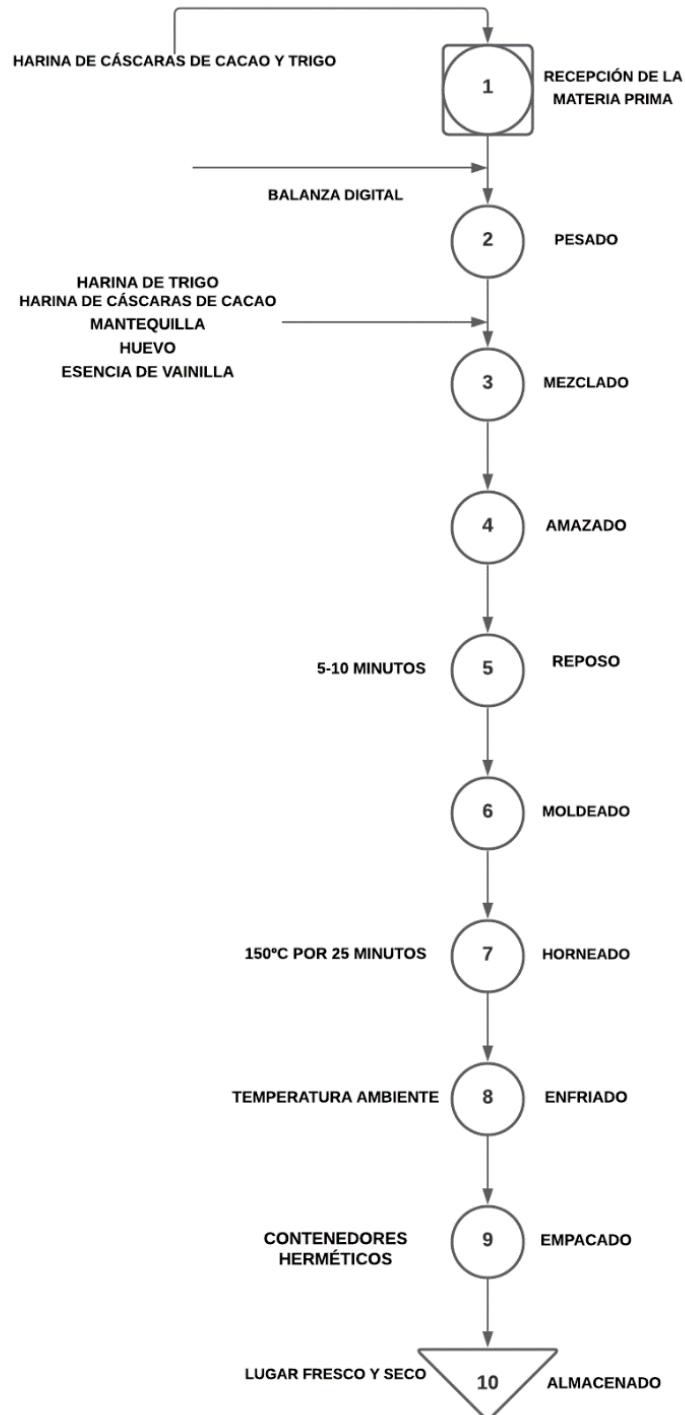 HARINA DE CÁSCARAS DE CACAO Y TRIGO
1
RECEPCIÓN DE LA
MATERIA PRIMA
BALANZA DIGITAL
2
PESADO
HARINA DE TRIGO
HARINA DE CÁSCARAS DE CACAO
MANTEQUILLA
HUEVO
ESENCIA DE VAINILLA
3
MEZCLADO
4
AMAZADO
5-10 MINUTOS
5
REPOSO
6
MOLDEADO
150ºC POR 25 MINUTOS
7
HORNEADO
TEMPERATURA AMBIENTE
8
ENFRIADO
CONTENEDORES
HERMÉTICOS
9
EMPACADO
LUGAR FRESCO Y SECO
10
ALMACENADO